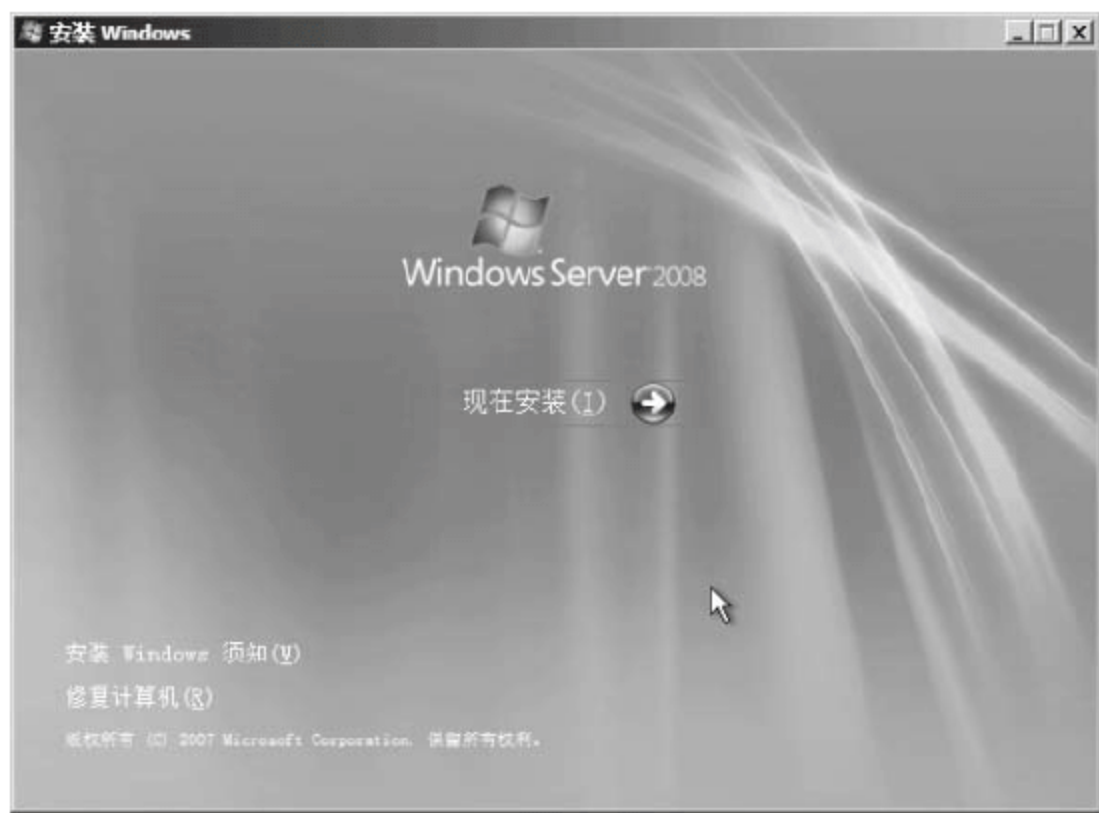 安装 Windows
Windows Server 2008
现在安装(I)
安装 Windows 须知(W)
修复计算机(R)
版权所有 (C) 2007 Microsoft Corporation. 保留所有权利。